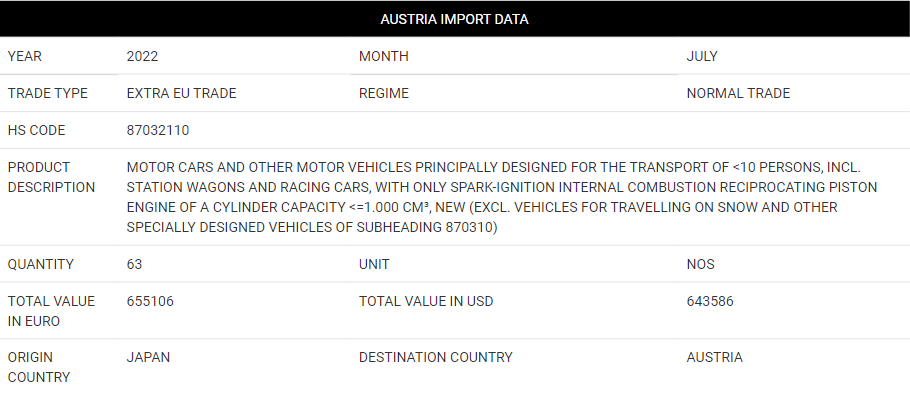 AUSTRIA IMPORT DATA
YEAR 2022 MONTH JULY
TRADE TYPE EXTRA EU TRADE REGIME NORMAL TRADE
HS CODE 87032110
PRODUCT DESCRIPTION MOTOR CARS AND OTHER MOTOR VEHICLES PRINCIPALLY DESIGNED FOR THE TRANSPORT OF <10 PERSONS, INCL.
STATION WAGONS AND RACING CARS, WITH ONLY SPARK-IGNITION INTERNAL COMBUSTION RECIPROCATING PISTON
ENGINE OF A CYLINDER CAPACITY <=1.000 CM³, NEW (EXCL. VEHICLES FOR TRAVELLING ON SNOW AND OTHER
SPECIALLY DESIGNED VEHICLES OF SUBHEADING 870310)
QUANTITY 63 UNIT NOS
TOTAL VALUE IN EURO 655106 TOTAL VALUE IN USD 643586
ORIGIN COUNTRY JAPAN DESTINATION COUNTRY AUSTRIA